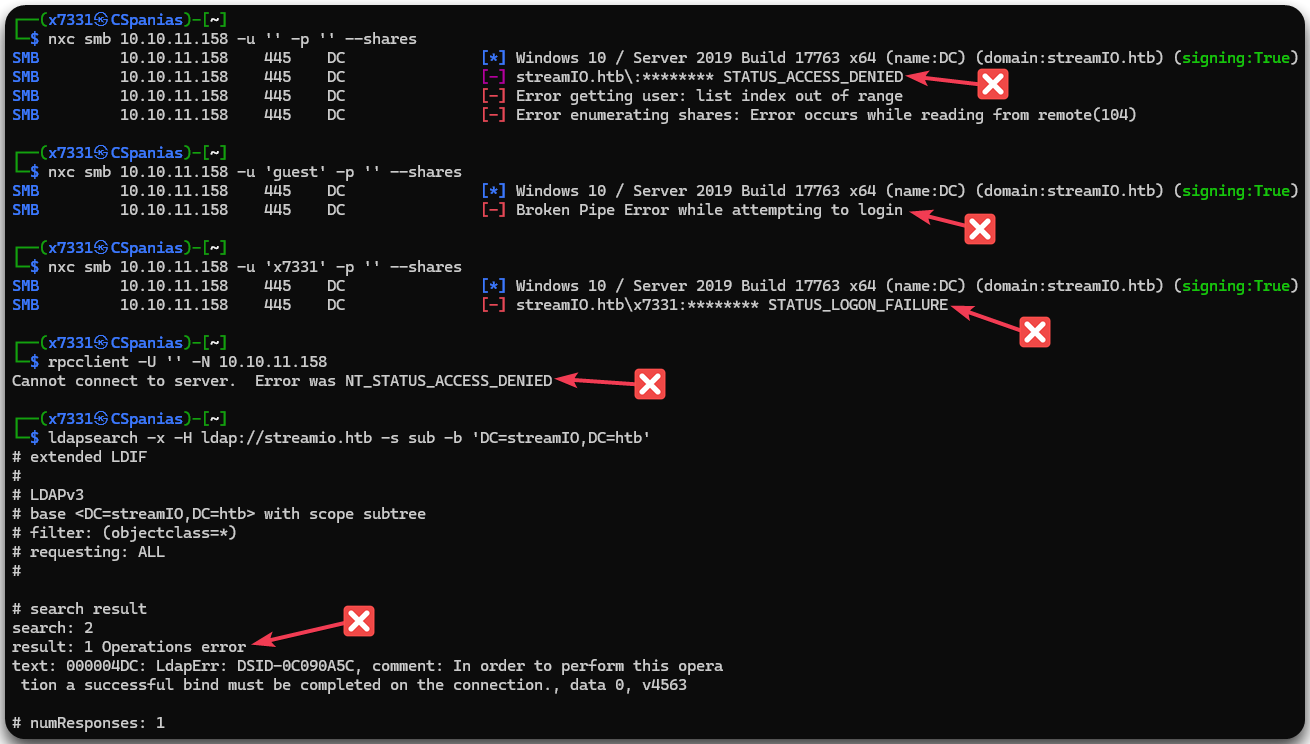 ┌──(x7331㉿CSpanias)-[~]
└─$ nxc smb 10.10.11.158 -u '' -p '' --shares
SMB 10.10.11.158 445 DC [*] Windows 10 / Server 2019 Build 17763 x64 (name:DC) (domain:streamIO.htb) (signing:True)
SMB 10.10.11.158 445 DC [-] streamIO.htb\:******** STATUS_ACCESS_DENIED
SMB 10.10.11.158 445 DC [-] Error getting user: list index out of range
SMB 10.10.11.158 445 DC [-] Error enumerating shares: Error occurs while reading from remote(104)
┌──(x7331㉿CSpanias)-[~]
└─$ nxc smb 10.10.11.158 -u 'guest' -p '' --shares
SMB 10.10.11.158 445 DC [*] Windows 10 / Server 2019 Build 17763 x64 (name:DC) (domain:streamIO.htb) (signing:True)
SMB 10.10.11.158 445 DC [-] Broken Pipe Error while attempting to login
┌──(x7331㉿CSpanias)-[~]
└─$ nxc smb 10.10.11.158 -u 'x7331' -p '' --shares
SMB 10.10.11.158 445 DC [*] Windows 10 / Server 2019 Build 17763 x64 (name:DC) (domain:streamIO.htb) (signing:True)
SMB 10.10.11.158 445 DC [-] streamIO.htb\x7331:******** STATUS_LOGON_FAILURE
┌──(x7331㉿CSpanias)-[~]
└─$ rpcclient -U '' -N 10.10.11.158
Cannot connect to server.  Error was NT_STATUS_ACCESS_DENIED
┌──(x7331㉿CSpanias)-[~]
└─$ ldapsearch -x -H ldap://streamio.htb -s sub -b 'DC=streamIO,DC=htb'
# extended LDIF
#
# LDAPv3
# base <DC=streamIO,DC=htb> with scope subtree
# filter: (objectclass=*)
# requesting: ALL
#
# search result
search: 2
result: 1 Operations error
text: 000004DC: LdapErr: DSID-0C090A5C, comment: In order to perform this opera
 tion a successful bind must be completed on the connection., data 0, v4563
# numResponses: 1